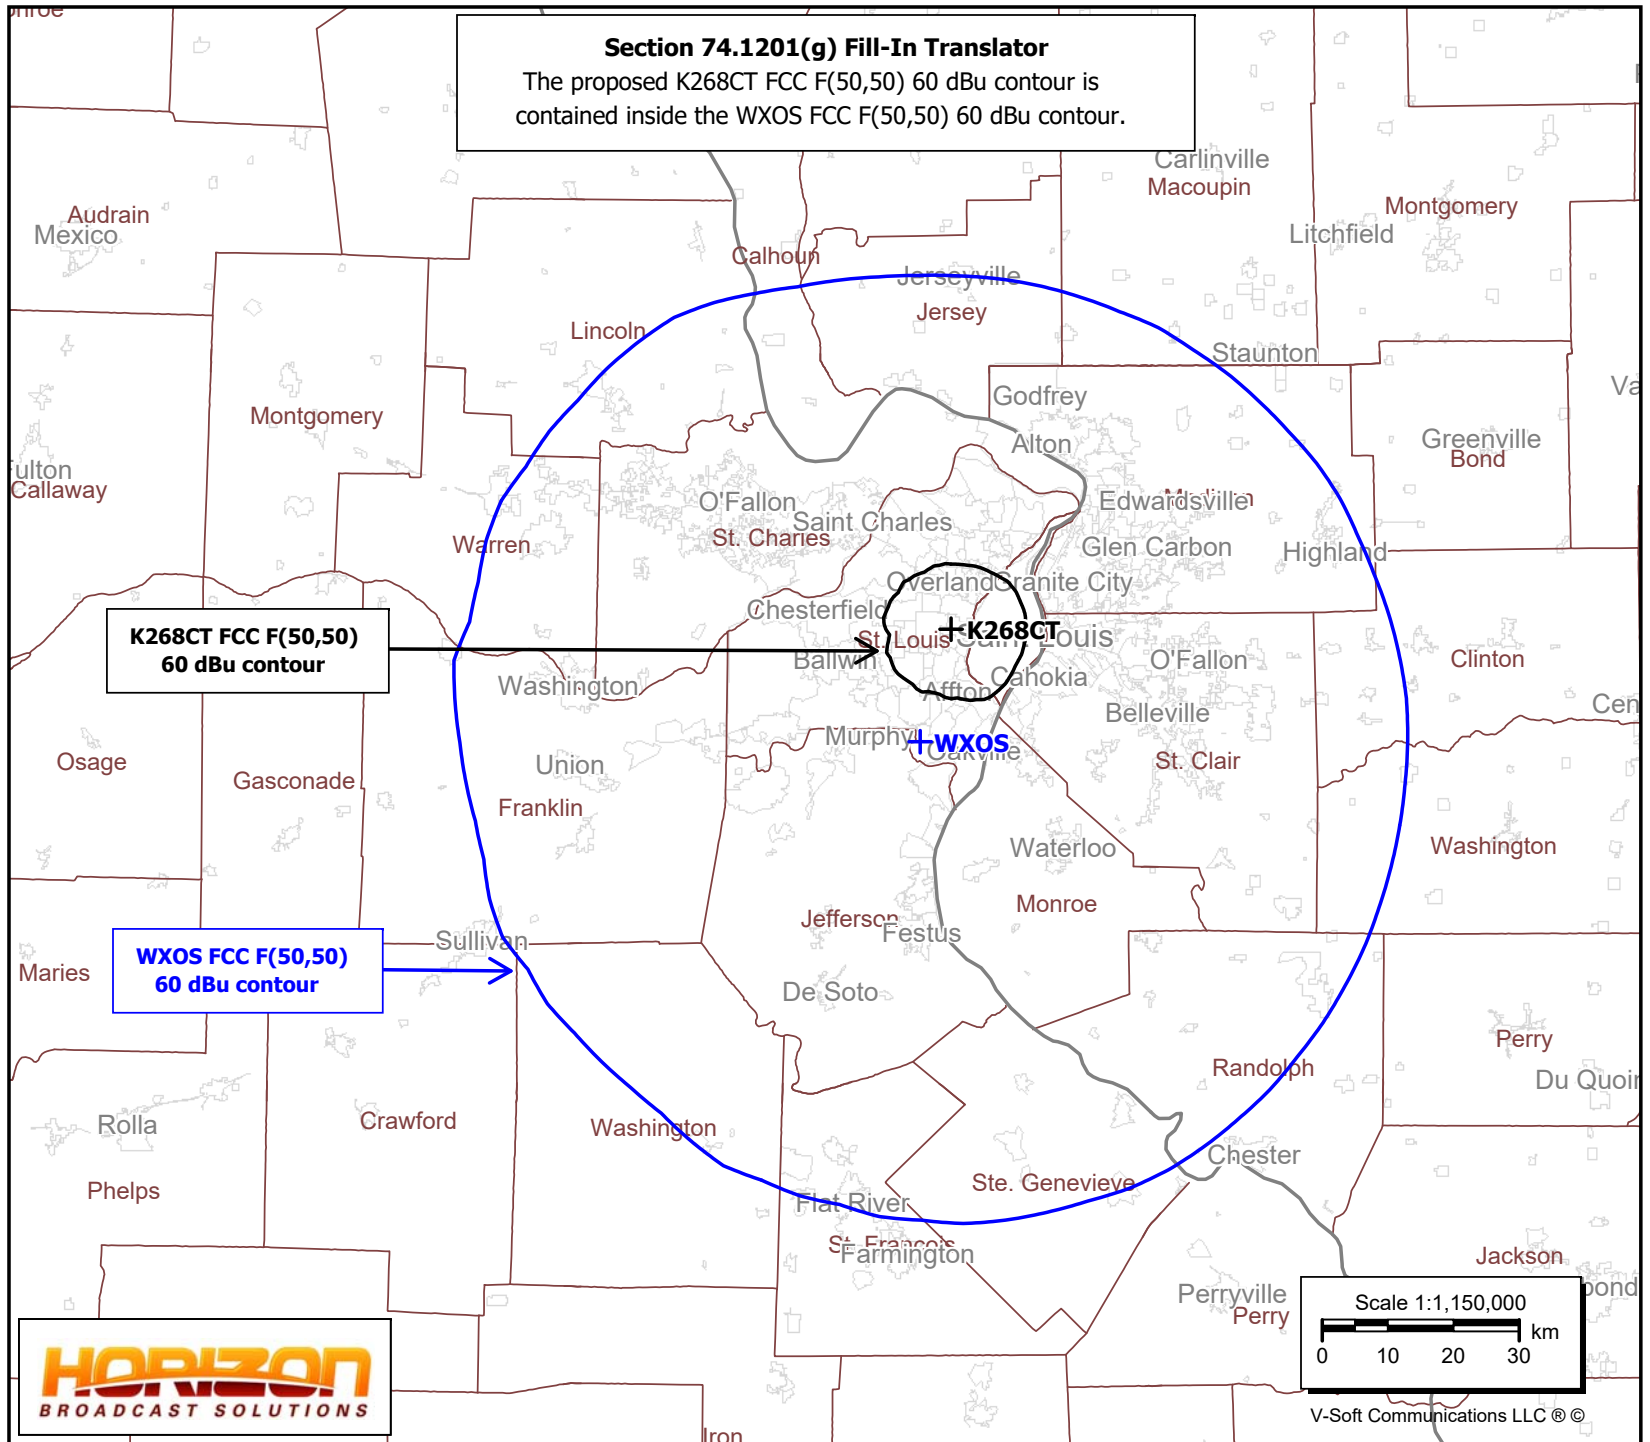 Section 74.1201(g) Fill-In Translator
The proposed K268CT FCC F(50,50) 60 dBu contour is
contained inside the WXOS FCC F(50,50) 60 dBu contour.
Carlinville
Macoupin
Audrain
Mexico
Montgomery
Litchfield
Calhoun
Jerseyville
Jersey
Lincoln
Staunton
Godfrey
Montgomery
Alton
Greenville
Bond
Callaway
O'Fallon
Saint Charles
St. Charles
Edwardsville
Madison
Warren
Glen Carbon
Highland
Overland
Granite City
Chesterfield
K268CT FCC F(50,50)
60 dBu contour
K268CT
St. Louis
Saint Louis
Ballwin
O'Fallon
Clinton
Washington
Affton
Cahokia
Belleville
Murphy
WXOS
Oakville
Osage
Union
St. Clair
Gasconade
Franklin
Waterloo
Washington
Monroe
Jefferson
Festus
Sullivan
WXOS FCC F(50,50)
60 dBu contour
Maries
De Soto
Perry
Randolph
Du Quoin
Rolla
Crawford
Washington
Chester
Phelps
Ste. Genevieve
Flat River
St. Francois
Farmington
Jackson
Perryville
Perry
Scale 1:1,150,000
km
0 10 20 30
HORIZON
BROADCAST SOLUTIONS
V-Soft Communications LLC ® ©
Iron